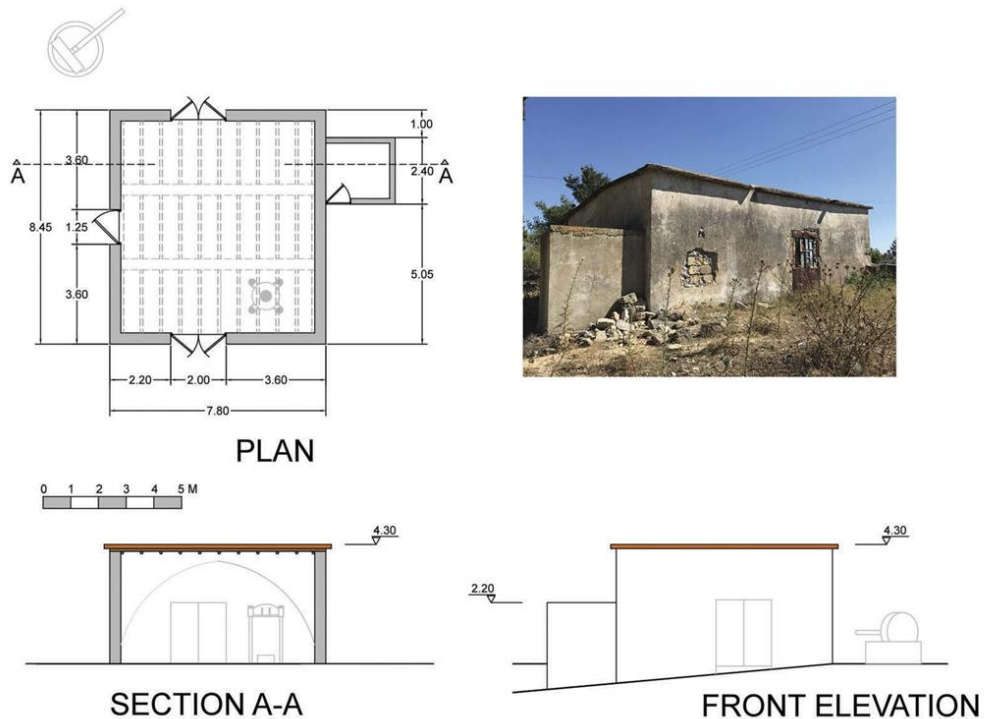 1.00
A
3.60
2.40
A
8.45
1.25
5.05
3.60
2.20
2.00
3.60
7.80
PLAN
0 1 2 3 4 5 M
4.30
4.30
2.20
SECTION A-A
FRONT ELEVATION